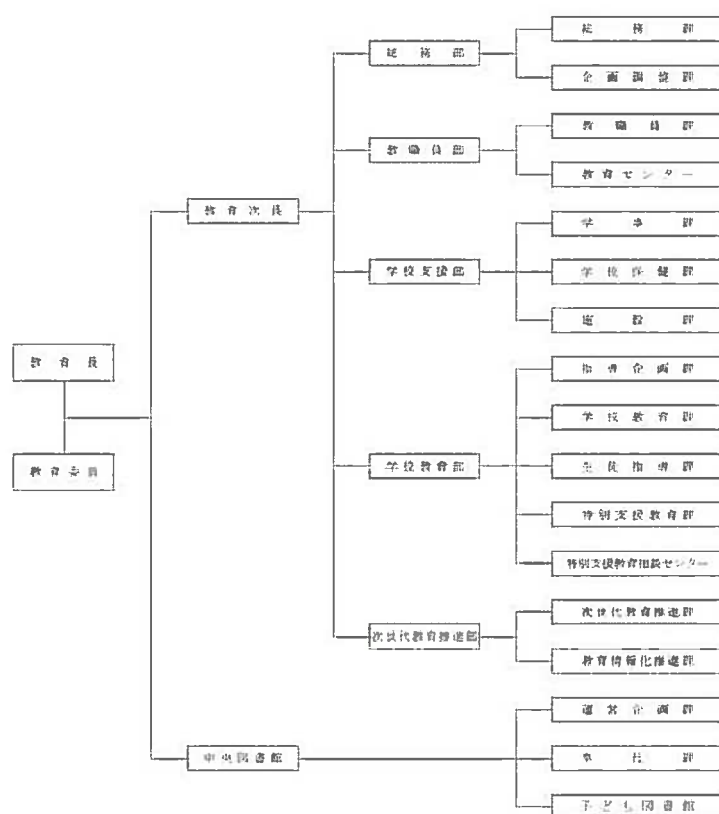 教育長
教育委員
教育次長
総務部
総務課
企画調整課
教職員部
教職員課
教育センター
学校支援部
学事課
学校保健課
施設課
学校教育部
指導企画課
学校教育課
生徒指導課
特別支援教育課
特別支援教育相談センター
次世代教育推進部
次世代教育推進課
教育情報化推進課
中央図書館
運営企画課
奉仕課
子ども図書館